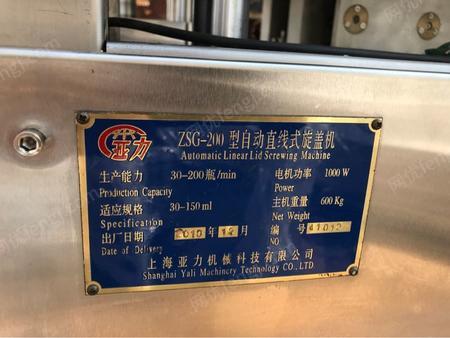 亚力
ZSG-200 型自动直线式旋盖机
Automatic Linear Lid Screwing Machine
生产能力 30-200瓶/min 电机功率 1000 W
Production Capacity Power
适应规格 30-150 ml 主机重量 600 Kg
Specification Net Weight
出厂日期 2010 年 12 月 编 号 41012
Date of Delivery NO
上海亚力机械科技有限公司
Shanghai Yali Machincry Technology CO.,LTD